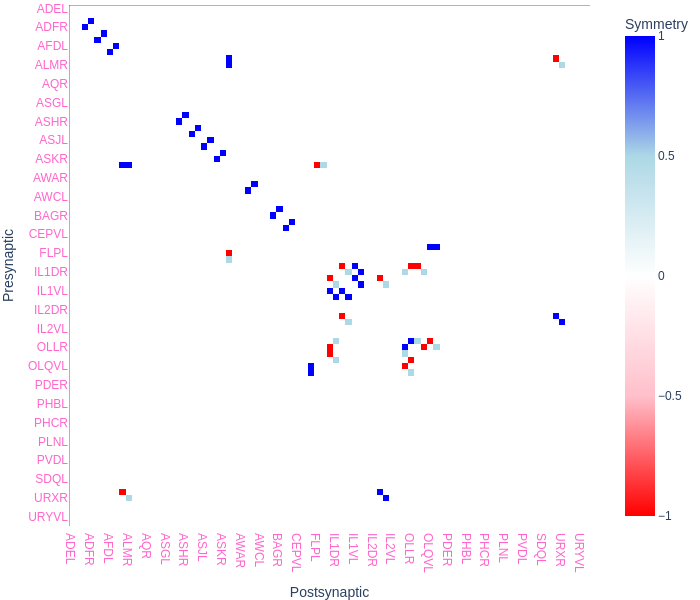 Symmetry
1
0.5
0
−0.5
−1
Presynaptic
ADEL
ADFR
AFDL
ALMR
AQR
ASGL
ASHR
ASJL
ASKR
AWAR
AWCL
BAGR
CEPVL
FLPL
IL1DR
IL1VL
IL2DR
IL2VL
OLLR
OLQVL
PDER
PHBL
PHCR
PLNL
PVDL
SDQL
URXR
URYVL
ADEL
ADFR
AFDL
ALMR
AQR
ASGL
ASHR
ASJL
ASKR
AWAR
AWCL
BAGR
CEPVL
FLPL
IL1DR
IL1VL
IL2DR
IL2VL
OLLR
OLQVL
PDER
PHBL
PHCR
PLNL
PVDL
SDQL
URXR
URYVL
Postsynaptic